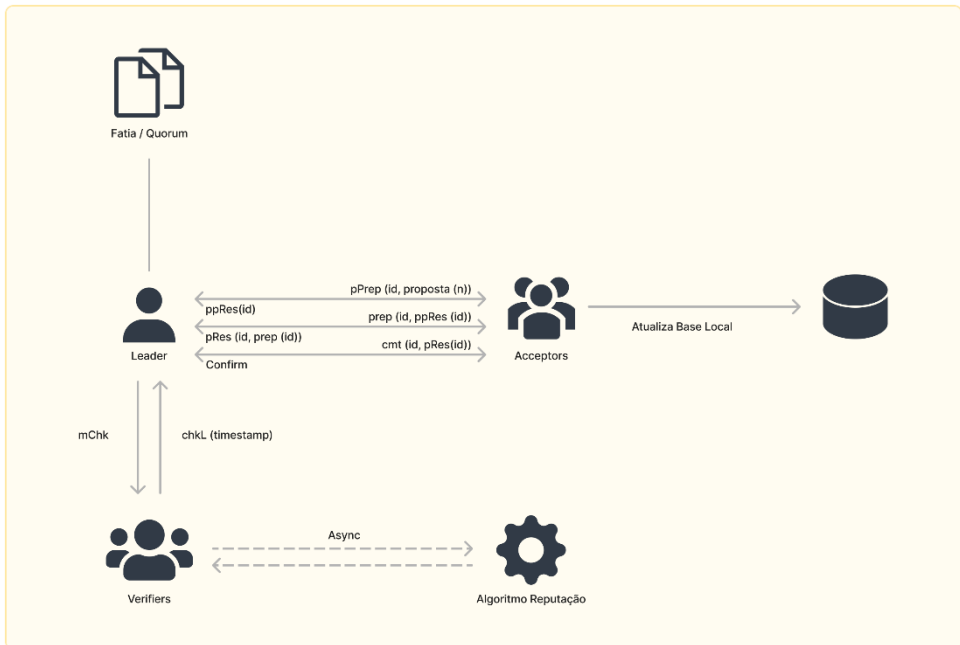 Fatia / Quorum
pPrep (id, proposta (n))
ppRes(id)
prep (id, ppRes (id))
pRes (id, prep (id))
cmt (id, pRes(id))
Confirm
Leader
Acceptors
Atualiza Base Local
mChk
chkL (timestamp)
Async
Verifiers
Algoritmo Reputação